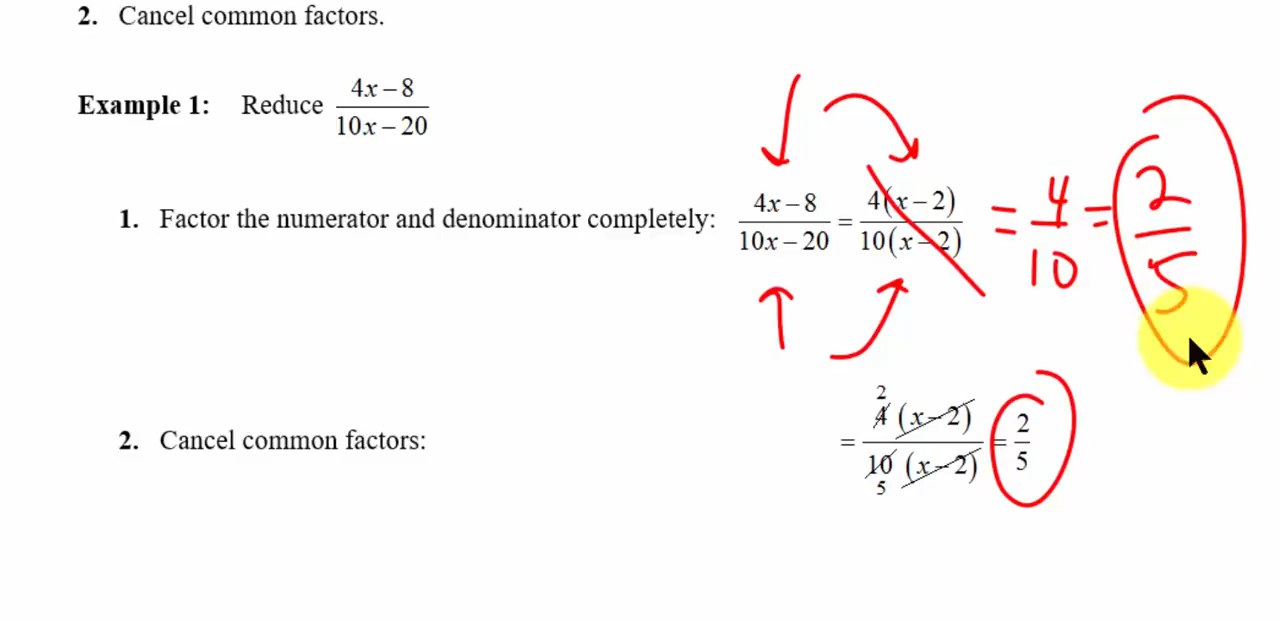 2. Cancel common factors.
Example 1: Reduce (4x – 8)/(10x – 20)
1. Factor the numerator and denominator completely: (4x – 8)/(10x – 20) = 4(x – 2)/10(x – 2) = 4/10 = 2/5
2. Cancel common factors: = 2 4 (x – 2)/10 5 (x – 2) = 2/5